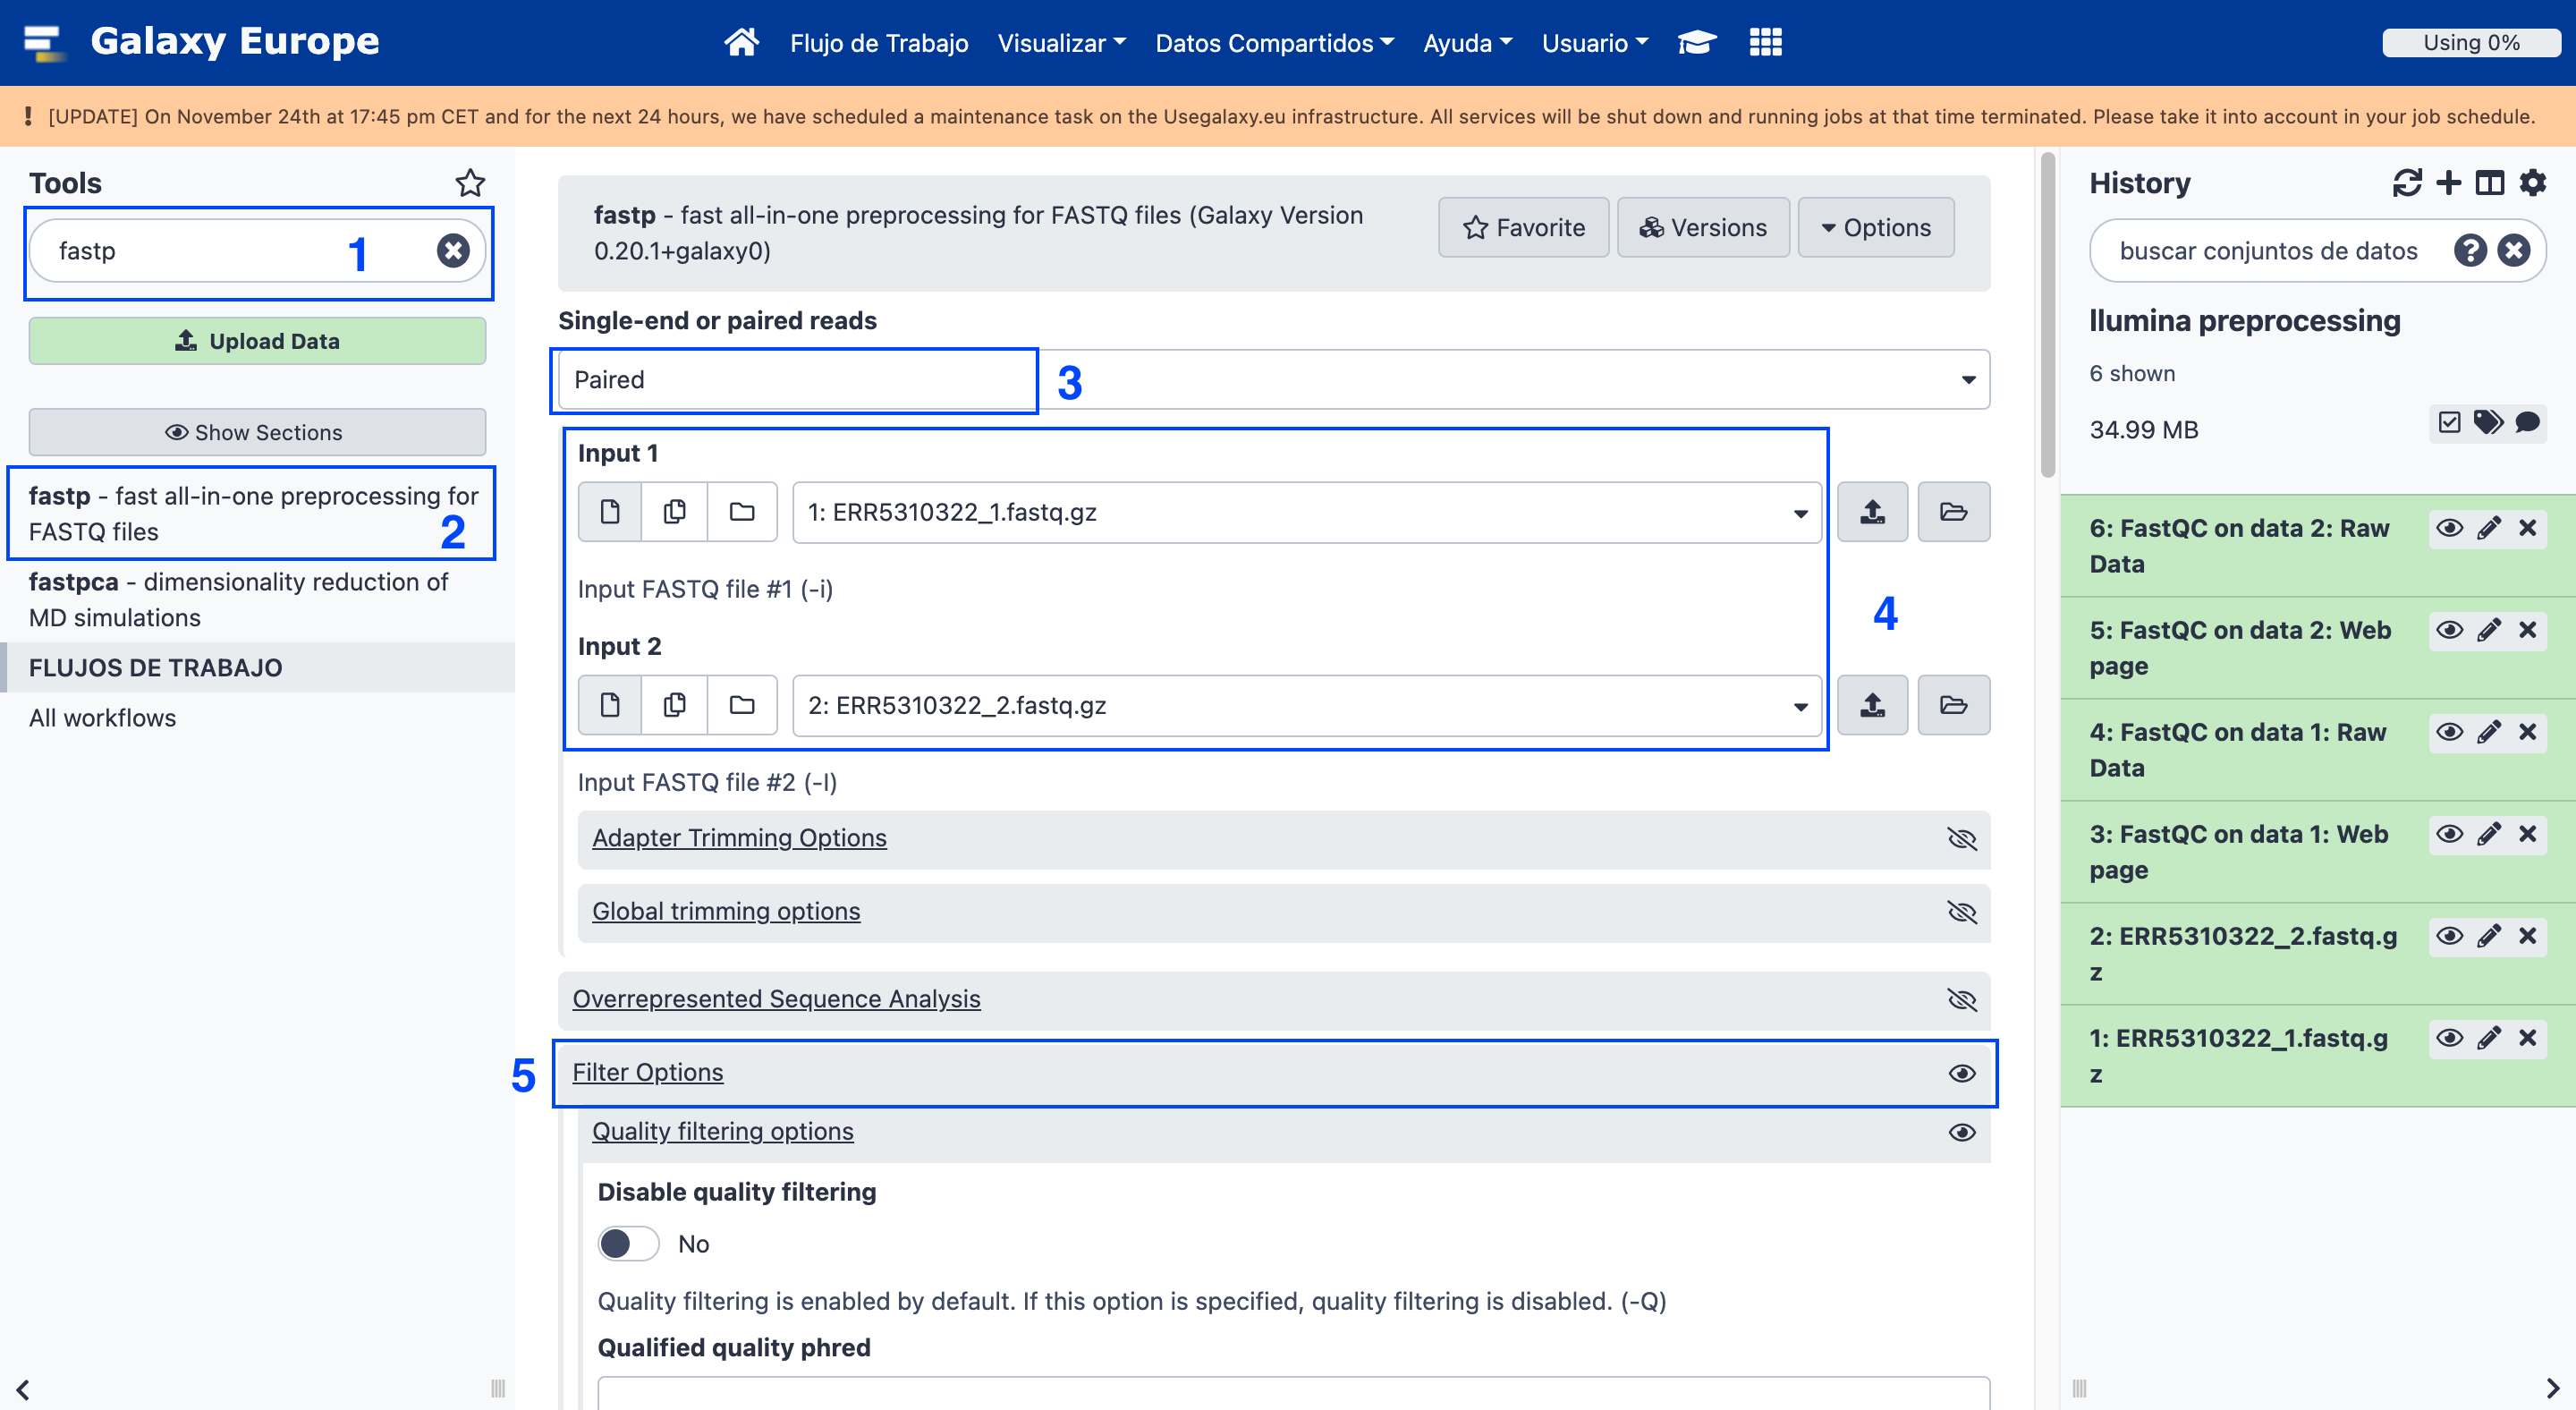 Galaxy Europe
Flujo de Trabajo Visualizar Datos Compartidos Ayuda Usuario
Using 0%
[UPDATE] On November 24th at 17:45 pm CET and for the next 24 hours, we have scheduled a maintenance task on the Usegalaxy.eu infrastructure. All services will be shut down and running jobs at that time terminated. Please take it into account in your job schedule.
Tools
fastp
1
Upload Data
Show Sections
fastp - fast all-in-one preprocessing for
FASTQ files
2
fastpca - dimensionality reduction of
MD simulations
FLUJOS DE TRABAJO
All workflows
fastp - fast all-in-one preprocessing for FASTQ files (Galaxy Version
0.20.1+galaxy0)
Favorite
Versions
Options
Single-end or paired reads
Paired
3
Input 1
1: ERR5310322_1.fastq.gz
Input FASTQ file #1 (-i)
4
Input 2
2: ERR5310322_2.fastq.gz
Input FASTQ file #2 (-I)
Adapter Trimming Options
Global trimming options
Overrepresented Sequence Analysis
5
Filter Options
Quality filtering options
Disable quality filtering
No
Quality filtering is enabled by default. If this option is specified, quality filtering is disabled. (-Q)
Qualified quality phred
History
buscar conjuntos de datos
Ilumina preprocessing
6 shown
34.99 MB
6: FastQC on data 2: Raw
Data
5: FastQC on data 2: Web
page
4: FastQC on data 1: Raw
Data
3: FastQC on data 1: Web
page
2: ERR5310322_2.fastq.g
z
1: ERR5310322_1.fastq.g
z